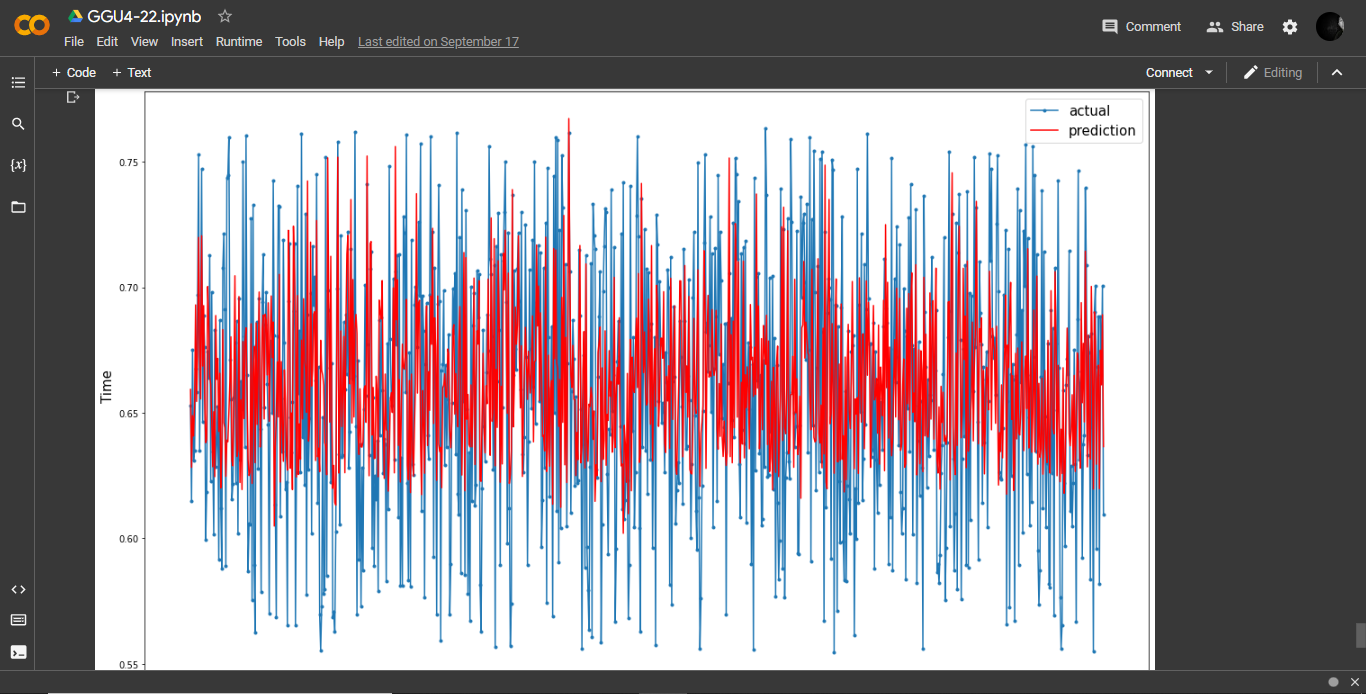 GGU4-22.ipynb
File Edit View Insert Runtime Tools Help Last edited on September 17
Comment Share
+ Code + Text
Connect Editing
{x}
actual
prediction
0.75
0.70
Time
0.65
0.60
0.55